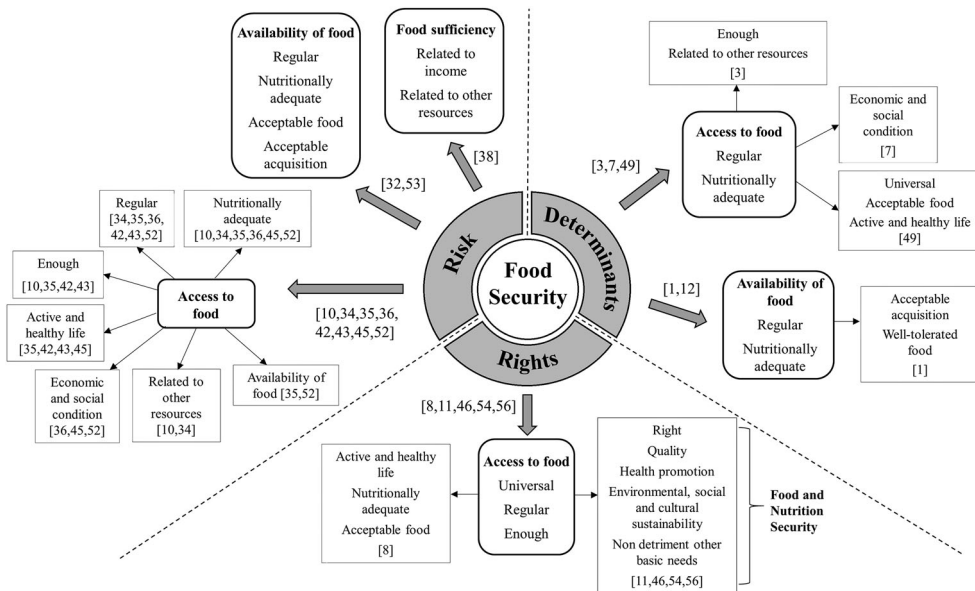 Availability of food
Regular
Nutritionally
adequate
Acceptable food
Acceptable
acquisition
Food sufficiency
Related to
income
Related to other
resources
[32,53]
[38]
Regular
[34,35,36,
42,43,52]
Nutritionally
adequate
[10,34,35,36,45,52]
Enough
[10,35,42,43]
Access to
food
Active and
healthy life
[35,42,43,45]
Economic
and social
condition
[36,45,52]
Related to
other
resources
[10,34]
Availability of
food [35,52]
[10,34,35,36,
42,43,45,52]
Risk
Determinants
Rights
Food
Security
Enough
Related to other resources
[3]
[3,7,49]
Access to food
Regular
Nutritionally
adequate
Economic and
social
condition
[7]
Universal
Acceptable food
Active and healthy life
[49]
[1,12]
Availability of
food
Regular
Nutritionally
adequate
Acceptable
acquisition
Well-tolerated
food
[1]
[8,11,46,54,56]
Active and healthy
life
Nutritionally
adequate
Acceptable food
[8]
Access to food
Universal
Regular
Enough
Right
Quality
Health promotion
Environmental, social
and cultural
sustainability
Non detriment other
basic needs
[11,46,54,56]
Food and
Nutrition
Security